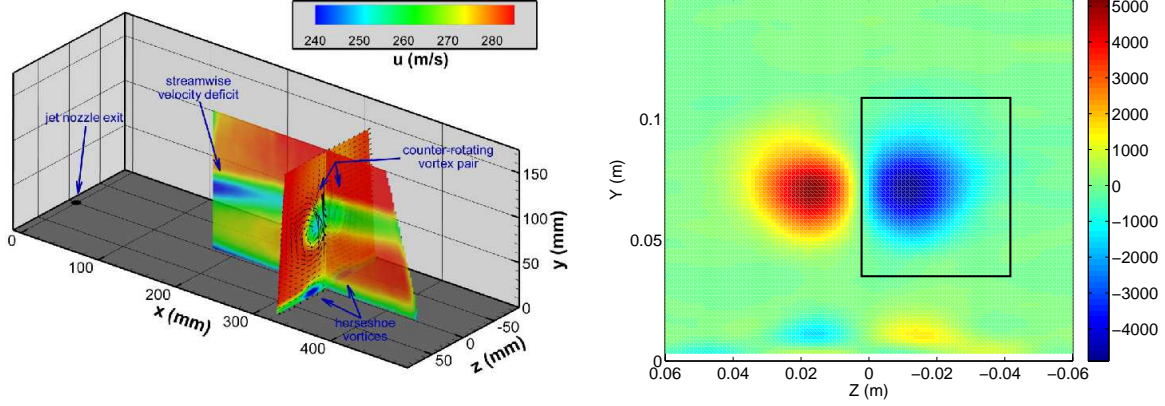 240 250 260 270 280
u (m/s)
streamwise
velocity deficit
jet nozzle exit
counter-rotating
vortex pair
horseshoe
vortices
0
100
200
300
400
x (mm)
50
0
-50
z (mm)
150
100
50
0
y (mm)
0.1
0.05
0
Y (m)
0.06 0.04 0.02 0 −0.02 −0.04 −0.06
Z (m)
5000
4000
3000
2000
1000
0
−1000
−2000
−3000
−4000